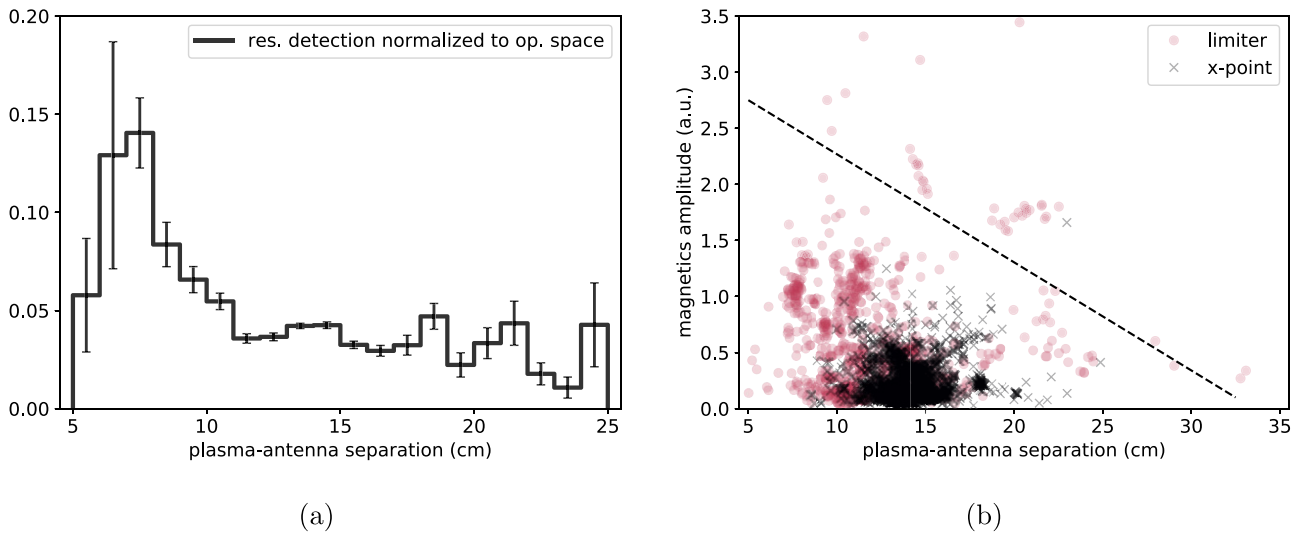 0.20
0.15
0.10
0.05
0.00
res. detection normalized to op. space
5 10 15 20 25
plasma-antenna separation (cm)
(a)
magnetics amplitude (a.u.)
3.5
3.0
2.5
2.0
1.5
1.0
0.5
0.0
limiter
x-point
5 10 15 20 25 30 35
plasma-antenna separation (cm)
(b)